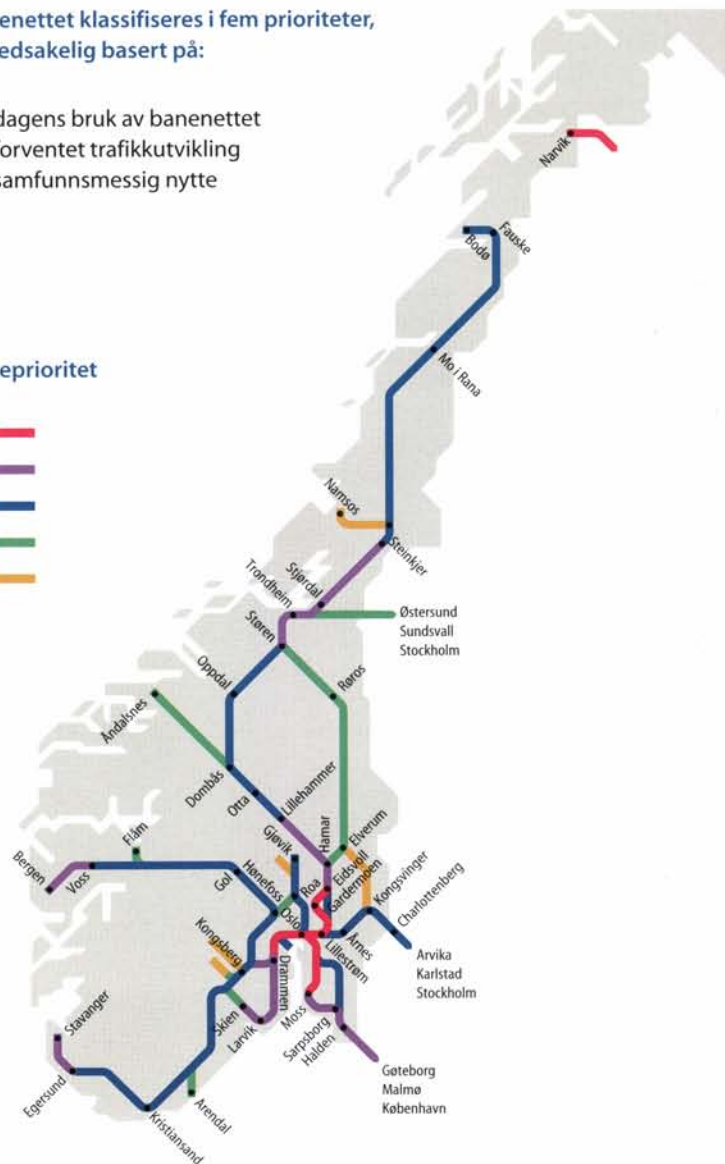 enettet klassifiseres i fem prioriteter,
edsakelig basert på:
dagens bruk av banenettet
forventet trafikkutvikling
samfunnsmessig nytte
eprioritet
Narvik
Bodø
Fauske
Mo i Rana
Namsos
Steinkjer
Stjørdal
Trondheim
Østersund
Sundsvall
Stockholm
Støren
Oppdal
Røros
Åndalsnes
Dombås
Otta
Lillehammer
Hamar
Elverum
Gjøvik
Flåm
Eidsvoll
Gardermoen
Kongsvinger
Charlottenberg
Bergen
Voss
Gol
Hønefoss
Roa
Oslo
Årnes
Lillestrøm
Arvika
Karlstad
Stockholm
Kongsberg
Drammen
Skien
Larvik
Moss
Sarpsborg
Halden
Stavanger
Egersund
Kristiansand
Arendal
Gøteborg
Malmø
København